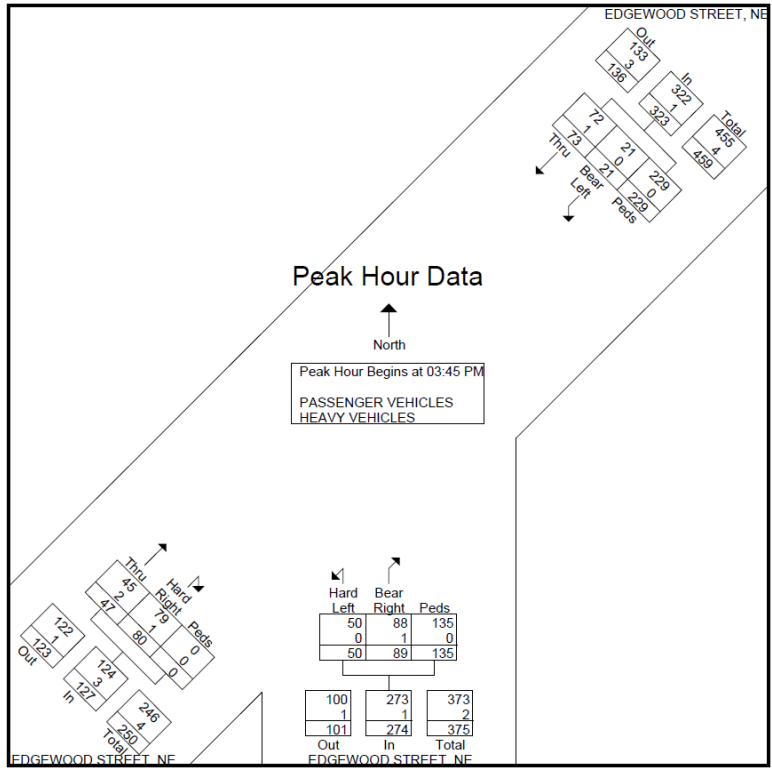 EDGEWOOD STREET, NE
Out
133
3
136
In
322
1
323
Total
455
4
459
72
1
73
21
0
21
229
0
229
Thru
Bear
Left
Peds
Peak Hour Data
North
Peak Hour Begins at 03:45 PM
PASSENGER VEHICLES
HEAVY VEHICLES
Thru
Hard
Right
Peds
45
2
47
79
1
80
0
0
0
122
1
123
Out
124
3
127
In
246
4
250
Total
EDGEWOOD STREET, NE
Hard Bear
Left Right Peds
50 88 135
0 1 0
50 89 135
100 273 373
1 1 2
101 274 375
Out In Total
EDGEWOOD STREET, NE